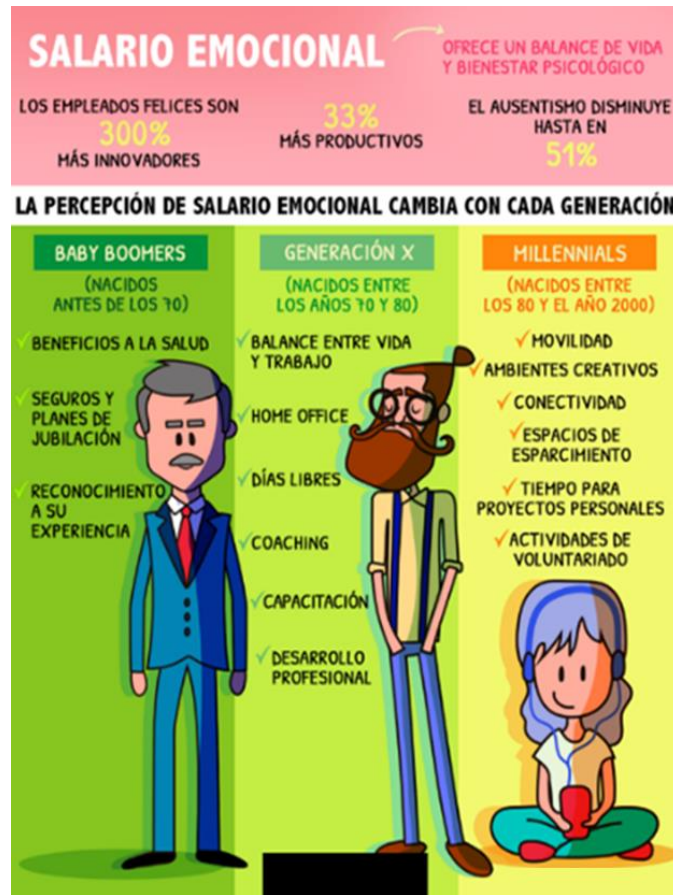 SALARIO EMOCIONAL
OFRECE UN BALANCE DE VIDA
Y BIENESTAR PSICOLÓGICO
LOS EMPLEADOS FELICES SON
300%
MÁS INNOVADORES
33%
MÁS PRODUCTIVOS
EL AUSENTISMO DISMINUYE
HASTA EN
51%
LA PERCEPCIÓN DE SALARIO EMOCIONAL CAMBIA CON CADA GENERACIÓN
BABY BOOMERS
(NACIDOS
ANTES DE LOS 70)
BENEFICIOS A LA SALUD
SEGUROS Y
PLANES DE
JUBILACIÓN
RECONOCIMIENTO
A SU
EXPERIENCIA
GENERACIÓN X
(NACIDOS ENTRE
LOS AÑOS 70 Y 80)
BALANCE ENTRE VIDA
Y TRABAJO
HOME OFFICE
DÍAS LIBRES
COACHING
CAPACITACIÓN
DESARROLLO
PROFESIONAL
MILLENNIALS
(NACIDOS ENTRE
LOS 80 Y EL AÑO 2000)
MOVILIDAD
AMBIENTES CREATIVOS
CONECTIVIDAD
ESPACIOS DE
ESPARCIMIENTO
TIEMPO PARA
PROYECTOS PERSONALES
ACTIVIDADES DE
VOLUNTARIADO